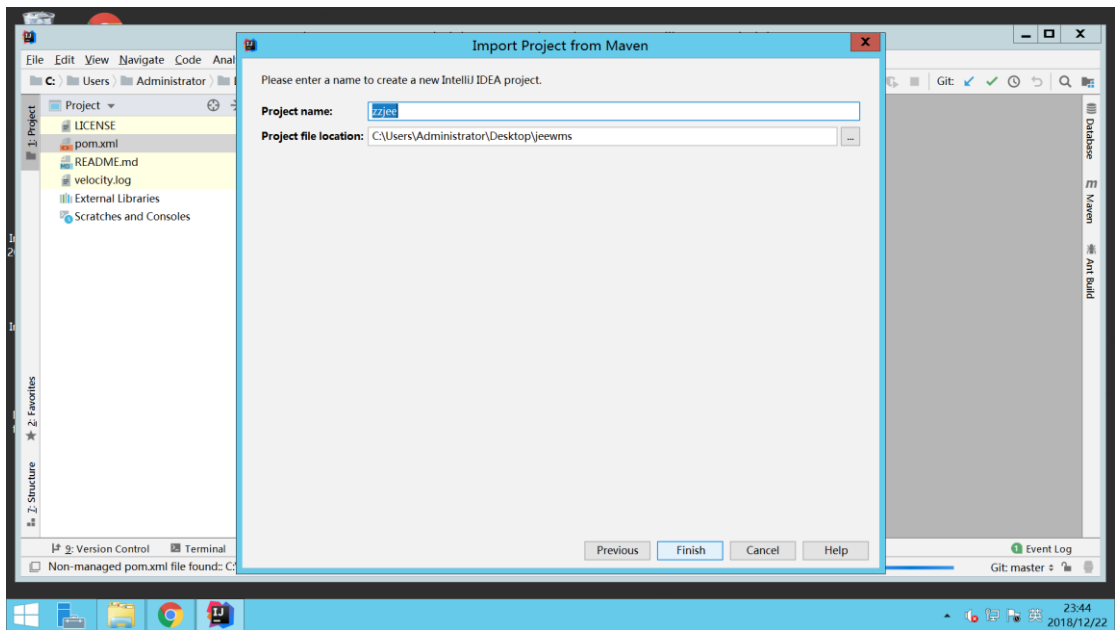 Import Project from Maven
File Edit View Navigate Code Anal
C: Users Administrator
Git:
Project
LICENSE
pom.xml
README.md
velocity.log
External Libraries
Scratches and Consoles
1: Project
2: Favorites
7: Structure
Please enter a name to create a new IntelliJ IDEA project.
Project name: zzjee
Project file location: C:\Users\Administrator\Desktop\jeewms ...
Previous Finish Cancel Help
Database
Maven
Ant Build
9: Version Control Terminal
1 Event Log
Non-managed pom.xml file found:: C:
Git: master
英
23:44
2018/12/22